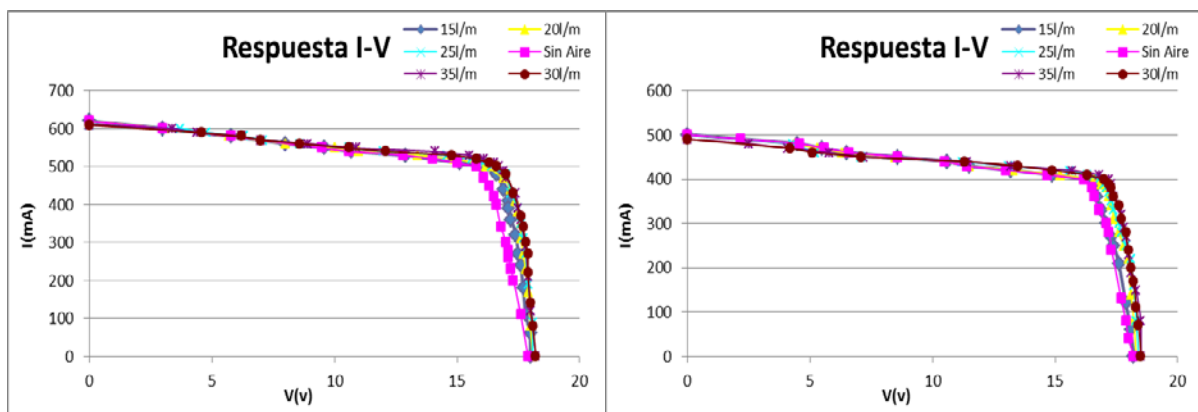 Respuesta I-V
15l/m
20l/m
25l/m
Sin Aire
35l/m
30l/m
I(mA)
700
600
500
400
300
200
100
0
0 5 10 15 20
V(v)
Respuesta I-V
15l/m
20l/m
25l/m
Sin Aire
35l/m
30l/m
I(mA)
600
500
400
300
200
100
0
0 5 10 15 20
V(v)